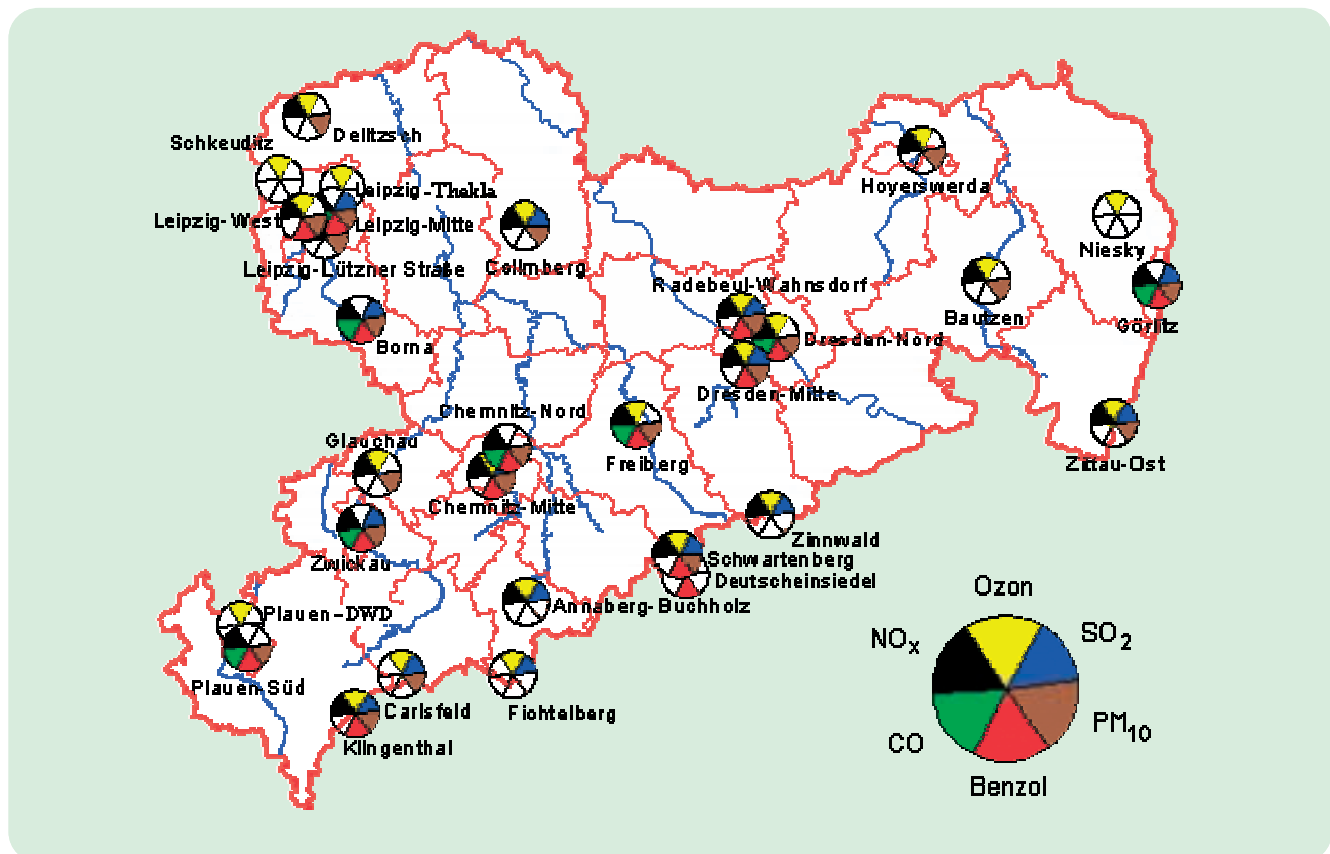 Delitzsch
Schkeuditz
Leipzig-Thekla
Leipzig-West
Leipzig-Mitte
Leipzig-Lützner Straße
Collmberg
Borna
Hoyerswerda
Niesky
Bautzen
Görlitz
Radebeul-Wahnsdorf
Dresden-Nord
Dresden-Mitte
Zittau-Ost
Chemnitz-Nord
Glauchau
Freiberg
Chemnitz-Mitte
Zwickau
Zinnwald
Schwartenberg
Deutscheinsiedel
Annaberg-Buchholz
Plauen-DWD
Plauen-Süd
Carlsfeld
Fichtelberg
Klingenthal
Ozon
NOx
SO2
CO
PM10
Benzol